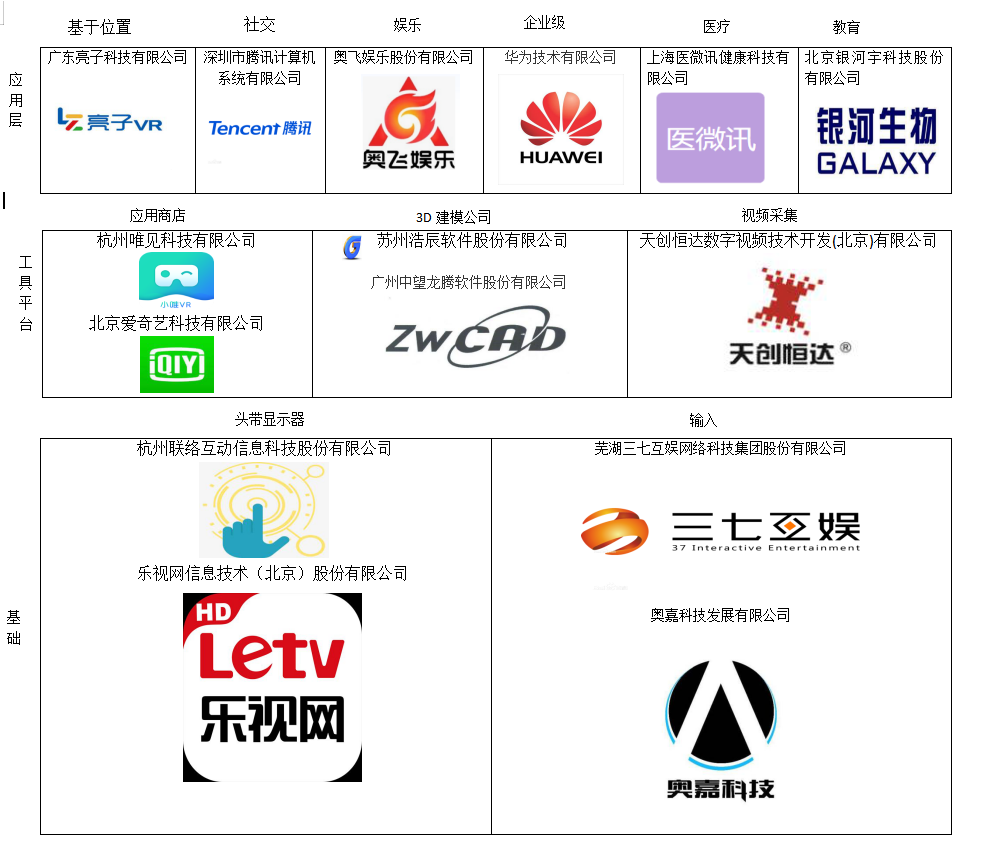 基于位置
社交
娱乐
企业级
医疗
教育
应用层
广东亮子科技有限公司
亮子VR
深圳市腾讯计算机
系统有限公司
Tencent 腾讯
奥飞娱乐股份有限公司
奥飞娱乐
华为技术有限公司
HUAWEI
上海医微讯健康科技有
限公司
医微讯
北京银河宇科技股份
有限公司
银河生物
GALAXY
应用商店
3D 建模公司
视频采集
工具平台
杭州唯见科技有限公司
小唯VR
北京爱奇艺科技有限公司
iQIYI
苏州浩辰软件股份有限公司
广州中望龙腾软件股份有限公司
ZWCAD
天创恒达数字视频技术开发(北京)有限公司
天创恒达®
头带显示器
输入
基础
杭州联络互动信息科技股份有限公司
乐视网信息技术（北京）股份有限公司
HD
Letv
乐视网
芜湖三七互娱网络科技集团股份有限公司
三七互娱
37 Interactive Entertainment
奥嘉科技发展有限公司
奥嘉科技